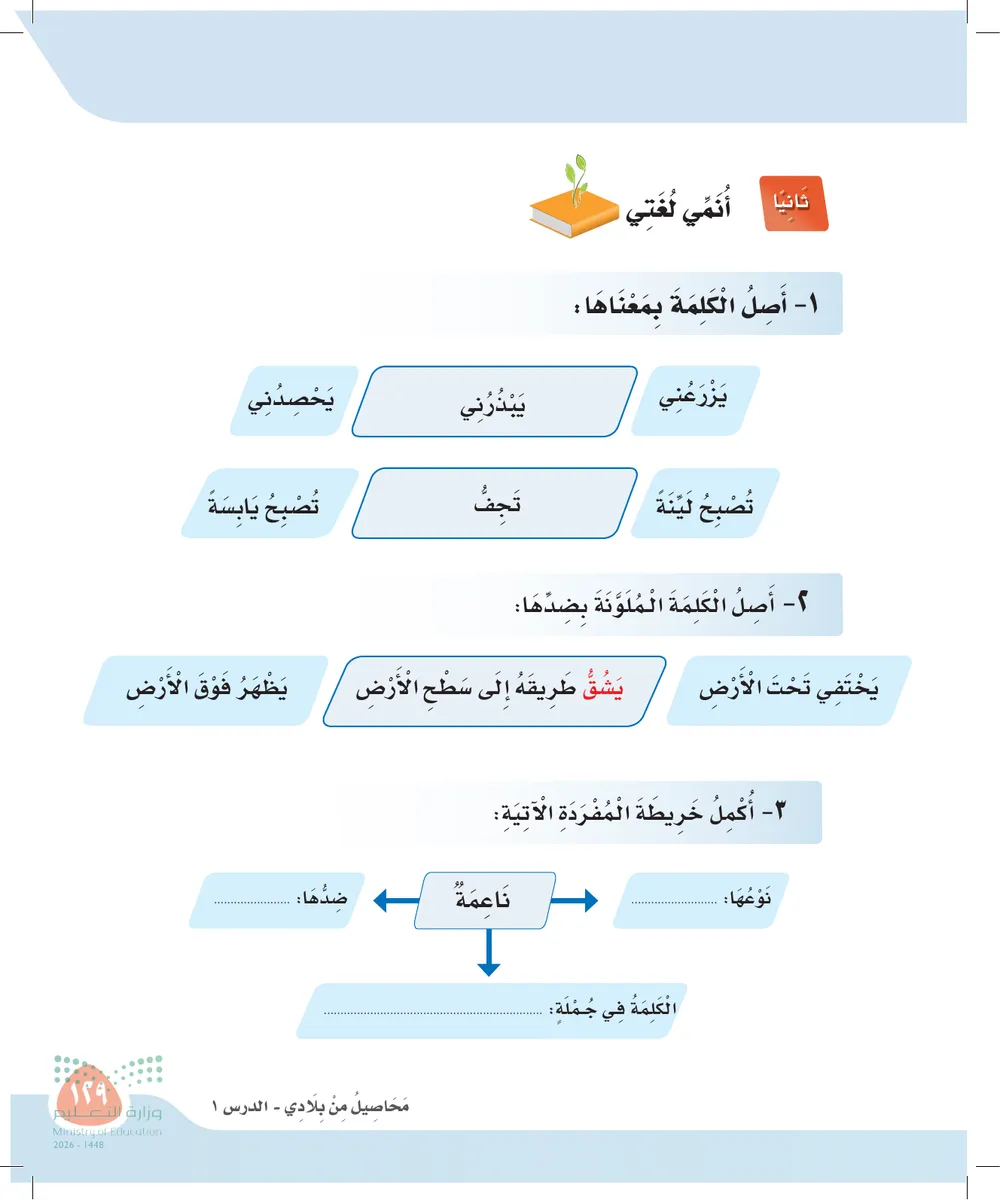 ثَانِيًا
أُنَمِّي لُغَتِي
١- أَصِلُ الْكَلِمَةَ بِمَعْنَاهَا:
يَزْرَعُنِي يَبْذُرُنِي يَحْصِدُنِي
تُصْبِحُ لَيِّنَةً تَجِفُّ تُصْبِحُ يَابِسَةً
٢- أَصِلُ الْكَلِمَةَ الْمُلَوَّنَةَ بِضِدِّهَا:
يَخْتَفِي تَحْتَ الْأَرْضِ يَشُقُّ طَرِيقَهُ إِلَى سَطْحِ الْأَرْضِ يَظْهَرُ فَوْقَ الْأَرْضِ
٣- أُكْمِلُ خَرِيطَةَ الْمُفْرَدَةِ الْآتِيَةِ:
نَوْعُهَا: .......................... نَاعِمَةٌ ضِدُّهَا: .......................
الْكَلِمَةُ فِي جُمْلَةٍ: ..................................................................
مَحَاصِيلُ مِنْ بِلَادِي - الدرس ١
١٢٩
وزارة التعليم
Ministry of Education
2026 - 1448